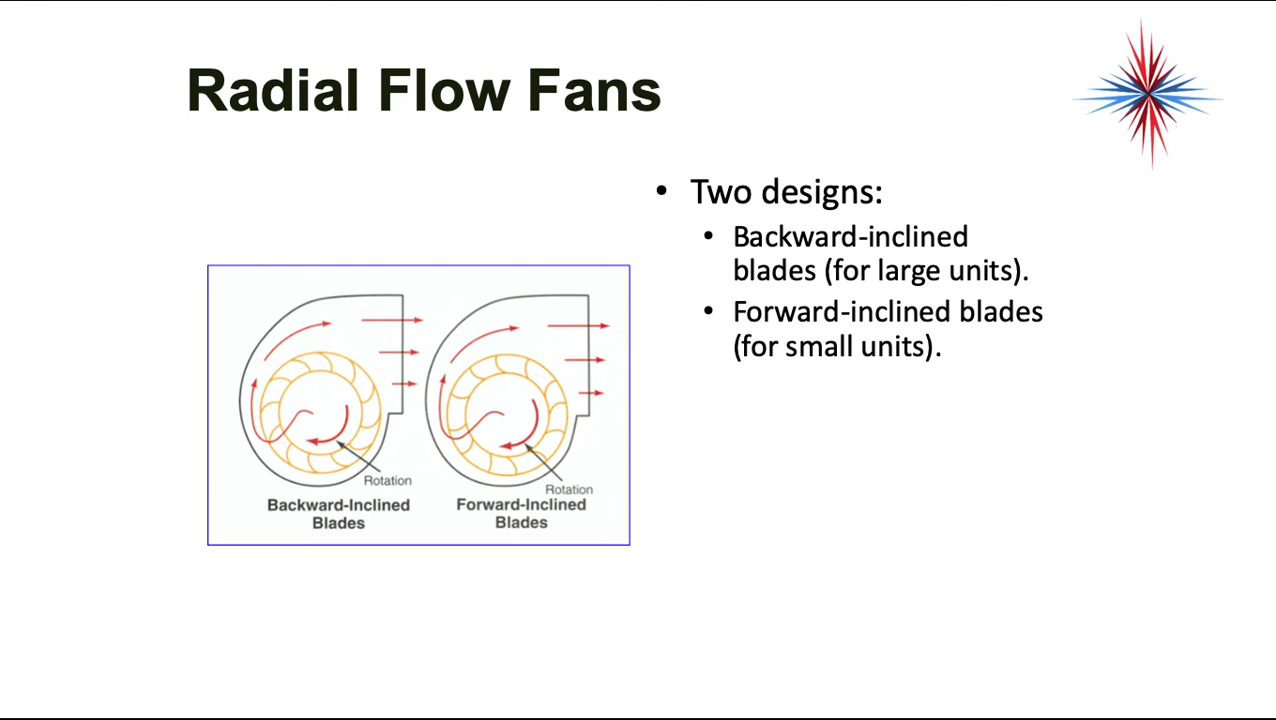 Radial Flow Fans
• Two designs:
• Backward-inclined
blades (for large units).
• Forward-inclined blades
(for small units).
Rotation
Backward-Inclined
Blades
Rotation
Forward-Inclined
Blades